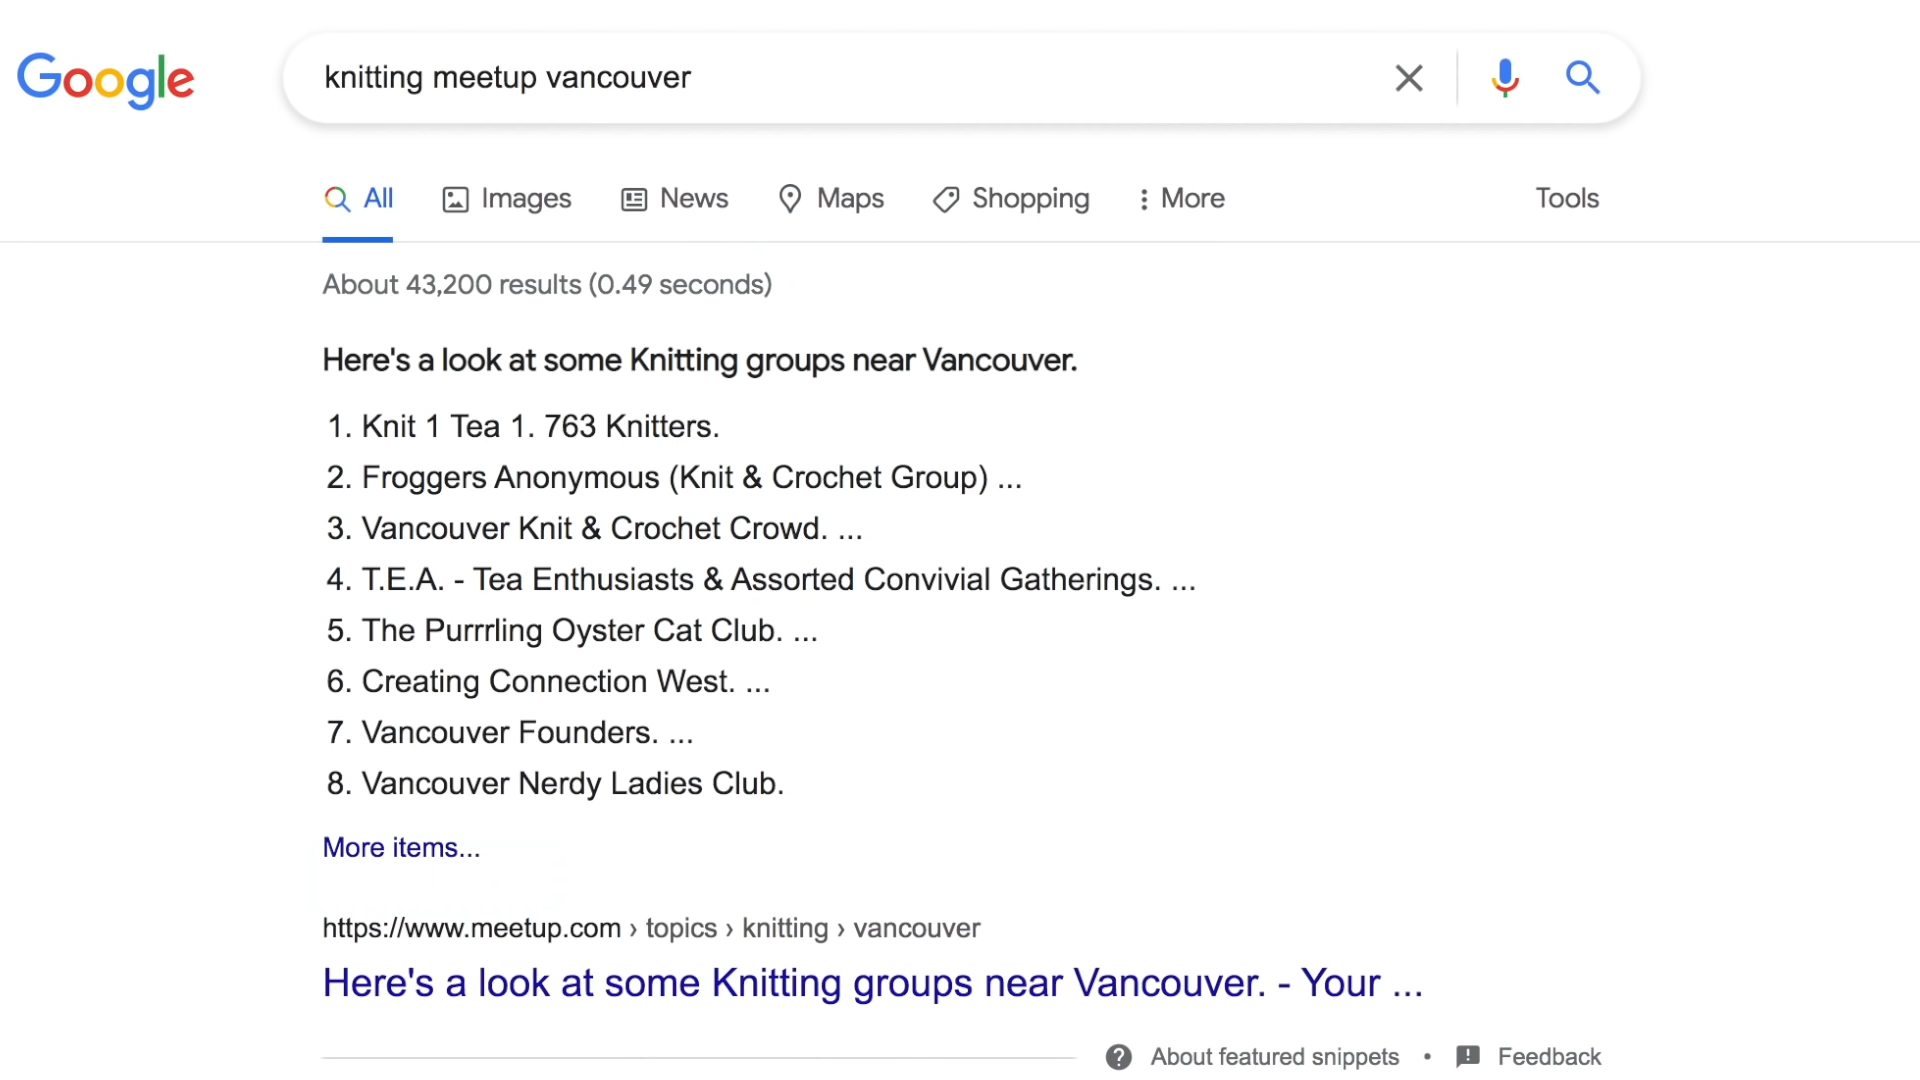 Google
knitting meetup vancouver
All Images News Maps Shopping More Tools
About 43,200 results (0.49 seconds)
Here's a look at some Knitting groups near Vancouver.
1. Knit 1 Tea 1. 763 Knitters.
2. Froggers Anonymous (Knit & Crochet Group) ...
3. Vancouver Knit & Crochet Crowd. ...
4. T.E.A. - Tea Enthusiasts & Assorted Convivial Gatherings. ...
5. The Purrrling Oyster Cat Club. ...
6. Creating Connection West. ...
7. Vancouver Founders. ...
8. Vancouver Nerdy Ladies Club.
More items...
https://www.meetup.com › topics › knitting › vancouver
Here's a look at some Knitting groups near Vancouver. - Your ...
About featured snippets • Feedback